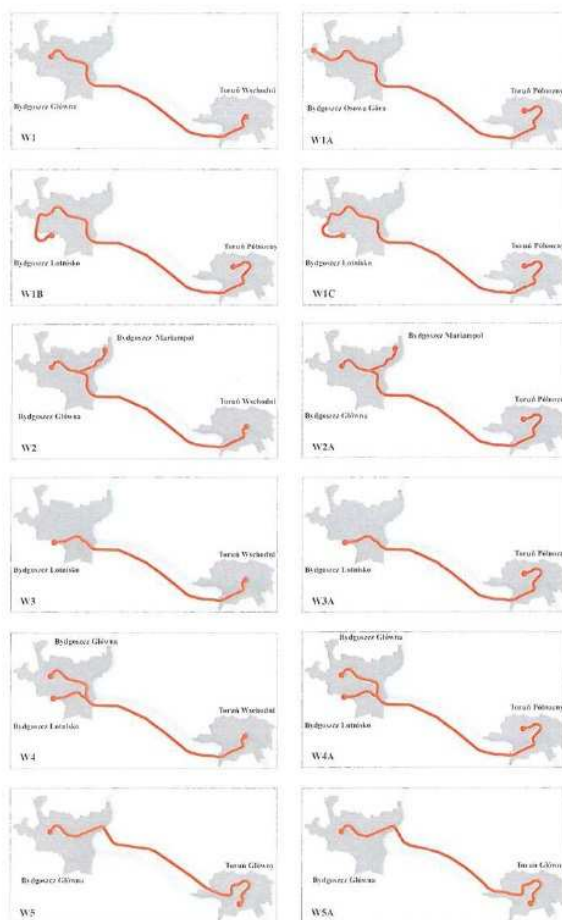 Toruń Wschodni
Bydgoszcz Główna
W1
Toruń Północny
Bydgoszcz Osowa Góra
W1A
Toruń Północny
Bydgoszcz Lotnisko
W1B
Toruń Północny
Bydgoszcz Lotnisko
W1C
Bydgoszcz Mariampol
Toruń Wschodni
Bydgoszcz Główna
W2
Bydgoszcz Mariampol
Toruń Północny
Bydgoszcz Główna
W2A
Toruń Wschodni
Bydgoszcz Lotnisko
W3
Toruń Północny
Bydgoszcz Lotnisko
W3A
Bydgoszcz Główna
Toruń Wschodni
Bydgoszcz Lotnisko
W4
Bydgoszcz Główna
Toruń Północny
Bydgoszcz Lotnisko
W4A
Toruń Główny
Bydgoszcz Główna
W5
Toruń Główny
Bydgoszcz Główna
W5A